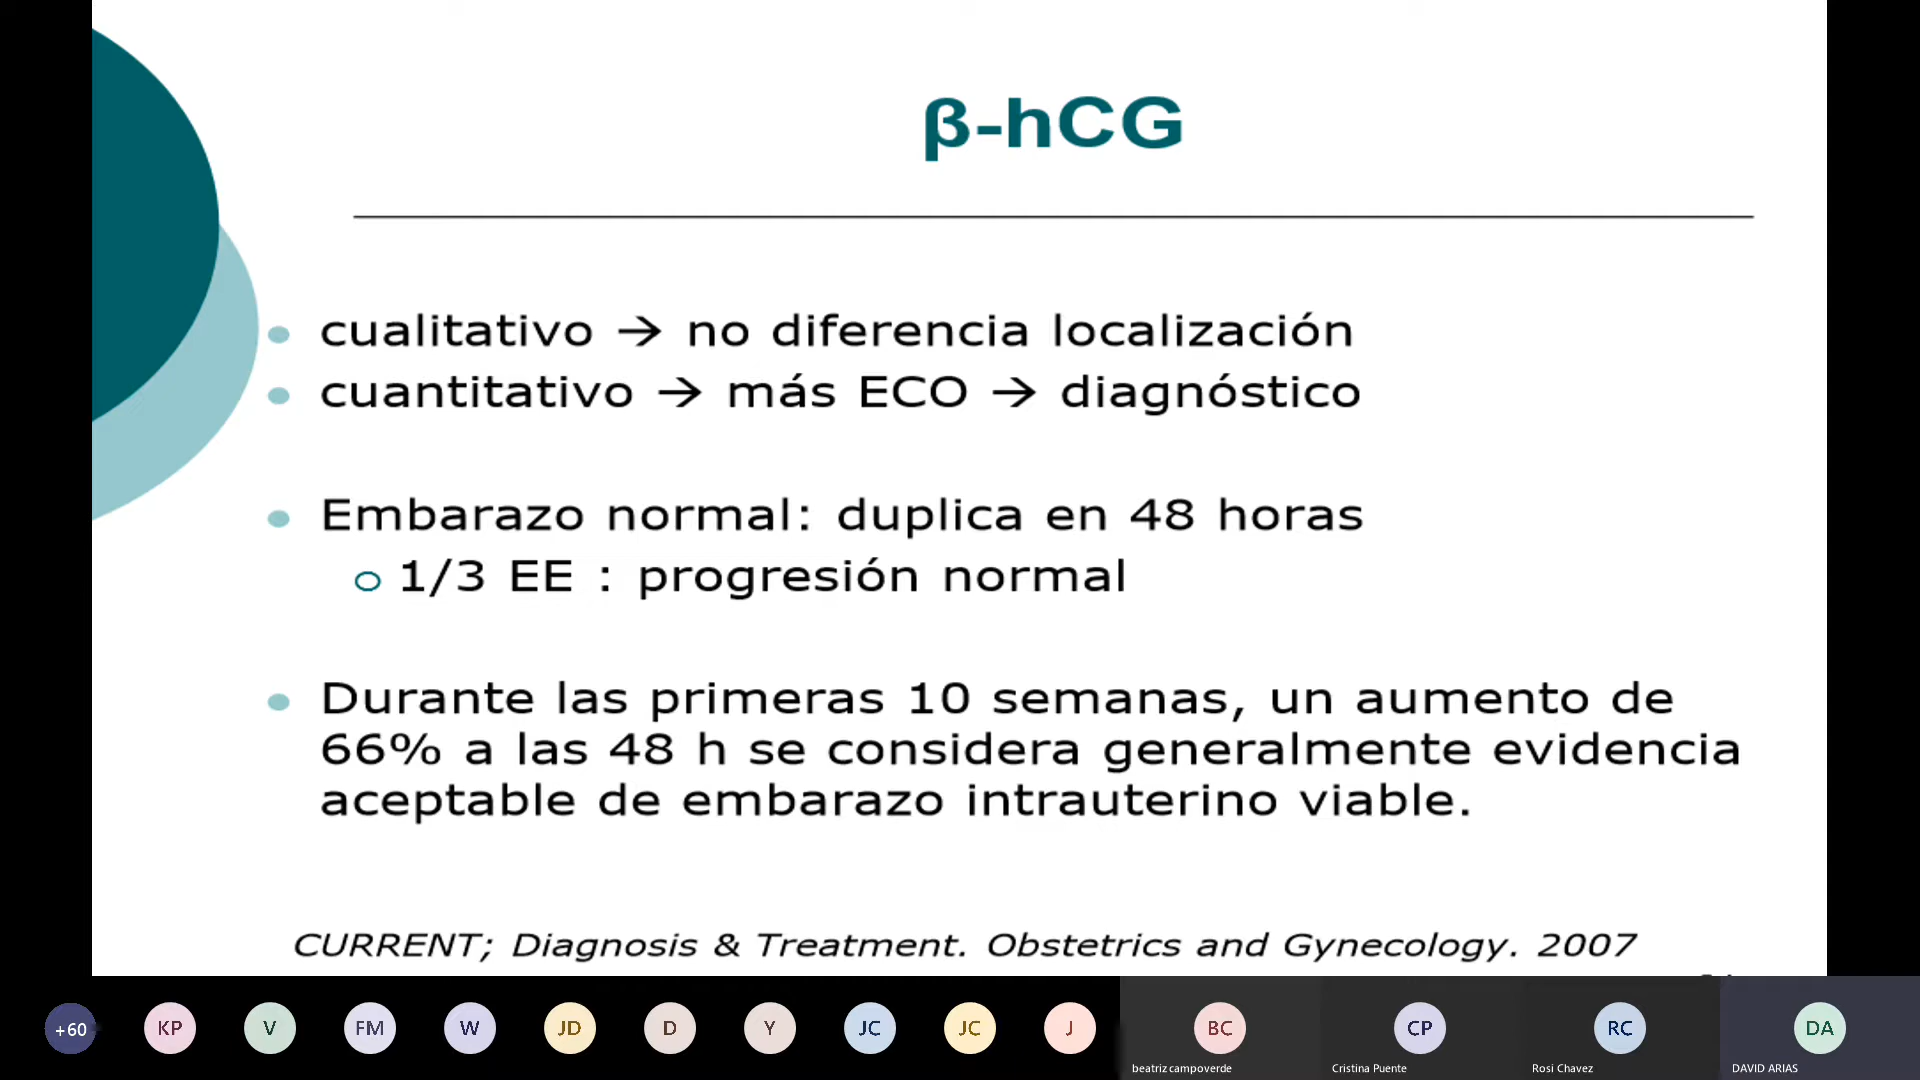 β-hCG
cualitativo → no diferencia localización
cuantitativo → más ECO → diagnóstico
Embarazo normal: duplica en 48 horas
1/3 EE : progresión normal
Durante las primeras 10 semanas, un aumento de
66% a las 48 h se considera generalmente evidencia
aceptable de embarazo intrauterino viable.
CURRENT; Diagnosis & Treatment. Obstetrics and Gynecology. 2007
+60 KP V FM W JD D Y JC JC J BC CP RC DA
beatriz campoverde Cristina Puente Rosi Chavez DAVID ARIAS